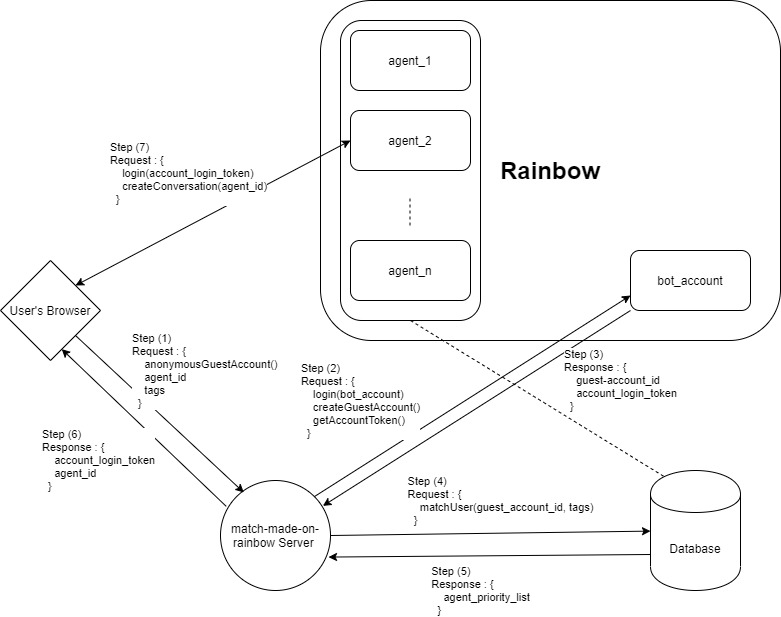 agent_1
agent_2
agent_n
Rainbow
bot_account
Step (7)
Request : {
login(account_login_token)
createConversation(agent_id)
}
User's Browser
Step (1)
Request : {
anonymousGuestAccount()
agent_id
tags
}
Step (2)
Request : {
login(bot_account)
createGuestAccount()
getAccountToken()
}
Step (3)
Response : {
guest-account_id
account_login_token
}
Step (6)
Response : {
account_login_token
agent_id
}
Step (4)
Request : {
matchUser(guest_account_id, tags)
}
match-made-on-
rainbow Server
Database
Step (5)
Response : {
agent_priority_list
}